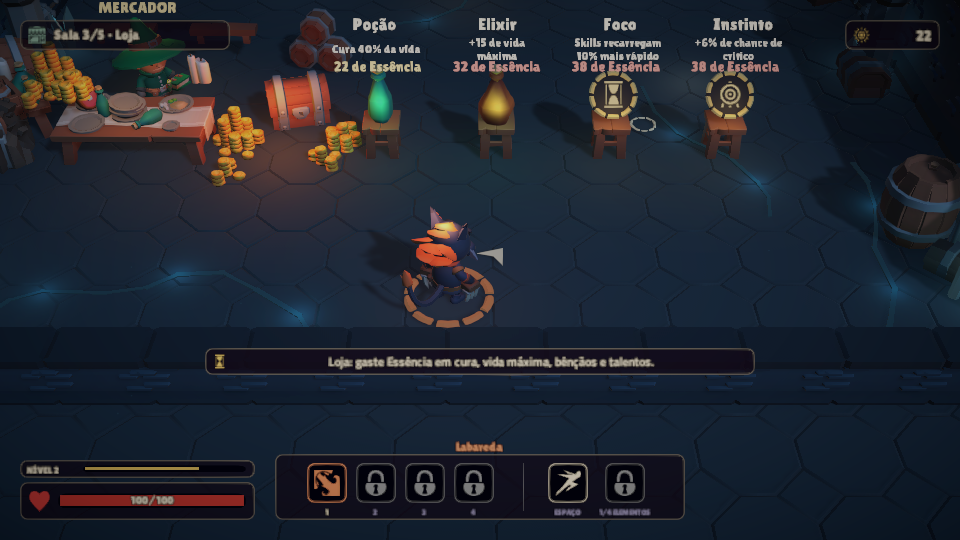 MERCADOR
Sala 3/5 - Loja
Poção
Cura 40% da vida
22 de Essência
Elixir
+15 de vida
máxima
32 de Essência
Foco
Skills recarregam
10% mais rápido
38 de Essência
Instinto
+6% de chance de
crítico
38 de Essência
22
Loja: gaste Essência em cura, vida máxima, bênçãos e talentos.
NÍVEL 2
100/100
Labareda
1
2
3
4
ESPAÇO
1/4 ELEMENTOS